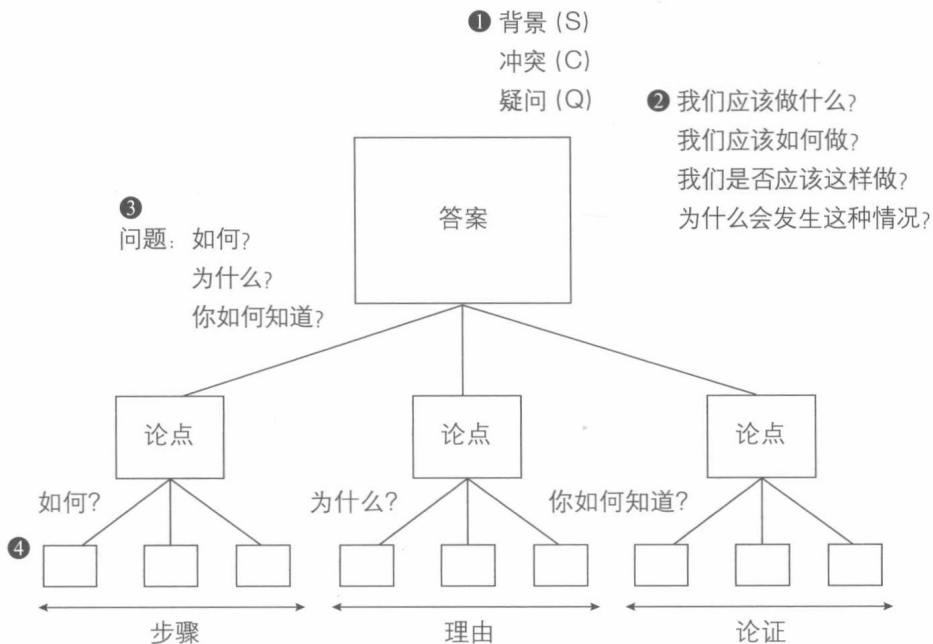 ❶ 背景 (S)
冲突 (C)
疑问 (Q)
❷ 我们应该做什么?
我们应该如何做?
我们是否应该这样做?
为什么会发生这种情况?
答案
❸
问题: 如何?
为什么?
你如何知道?
论点
论点
论点
如何?
为什么?
你如何知道?
❹
步骤
理由
论证